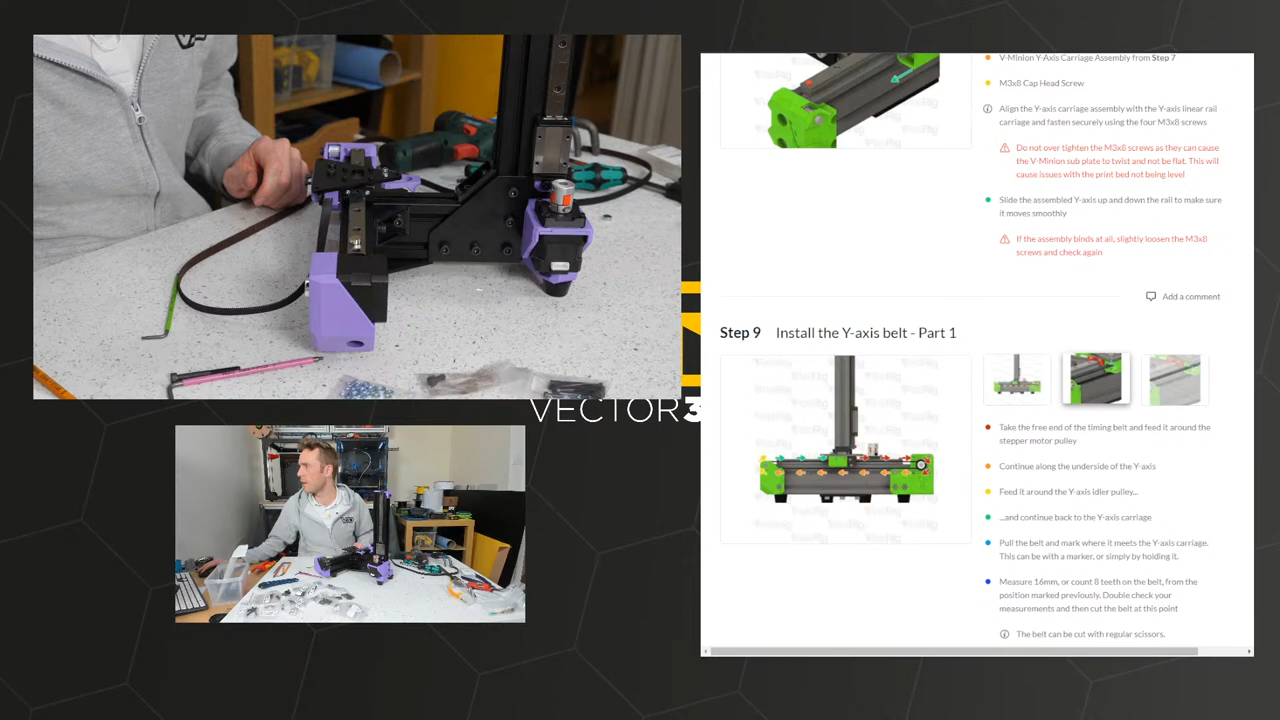 V-Minion Y-Axis Carriage Assembly from Step 7
M3x8 Cap Head Screw
Align the Y-axis carriage assembly with the Y-axis linear rail
carriage and fasten securely using the four M3x8 screws
Do not over tighten the M3x8 screws as they can cause
the V-Minion sub plate to twist and not be flat. This will
cause issues with the print bed not being level
Slide the assembled Y-axis up and down the rail to make sure
it moves smoothly
If the assembly binds at all, slightly loosen the M3x8
screws and check again
Add a comment
Step 9 Install the Y-axis belt - Part 1
Take the free end of the timing belt and feed it around the
stepper motor pulley
Continue along the underside of the Y-axis
Feed it around the Y-axis idler pulley...
...and continue back to the Y-axis carriage
Pull the belt and mark where it meets the Y-axis carriage.
This can be with a marker, or simply by holding it.
Measure 16mm, or count 8 teeth on the belt, from the
position marked previously. Double check your
measurements and then cut the belt at this point
The belt can be cut with regular scissors.
VECTOR3